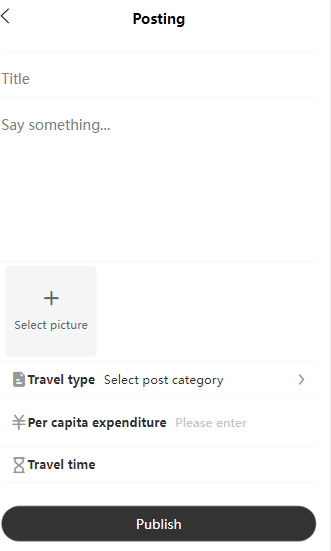 Posting
Title
Say something...
Select picture
Travel type Select post category
Per capita expenditure Please enter
Travel time
Publish